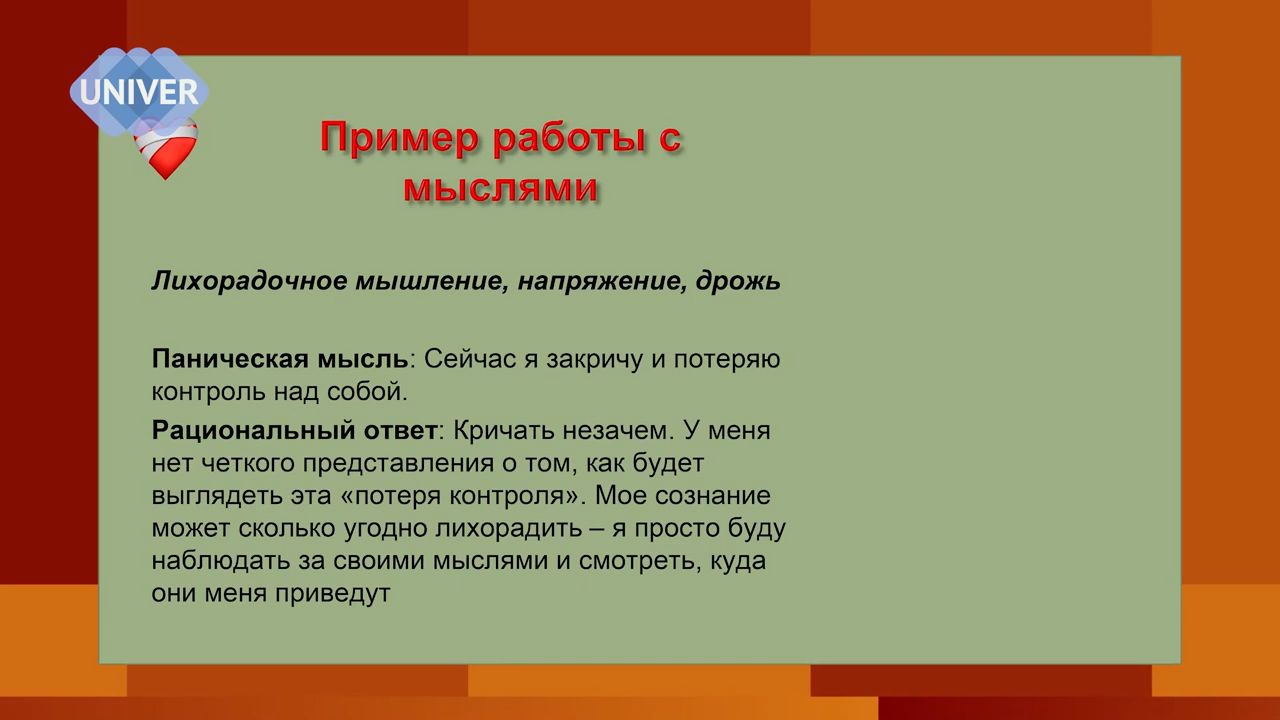 UNIVER
Пример работы с
мыслями
Лихорадочное мышление, напряжение, дрожь
Паническая мысль: Сейчас я закричу и потеряю
контроль над собой.
Рациональный ответ: Кричать незачем. У меня
нет четкого представления о том, как будет
выглядеть эта «потеря контроля». Мое сознание
может сколько угодно лихорадить – я просто буду
наблюдать за своими мыслями и смотреть, куда
они меня приведут